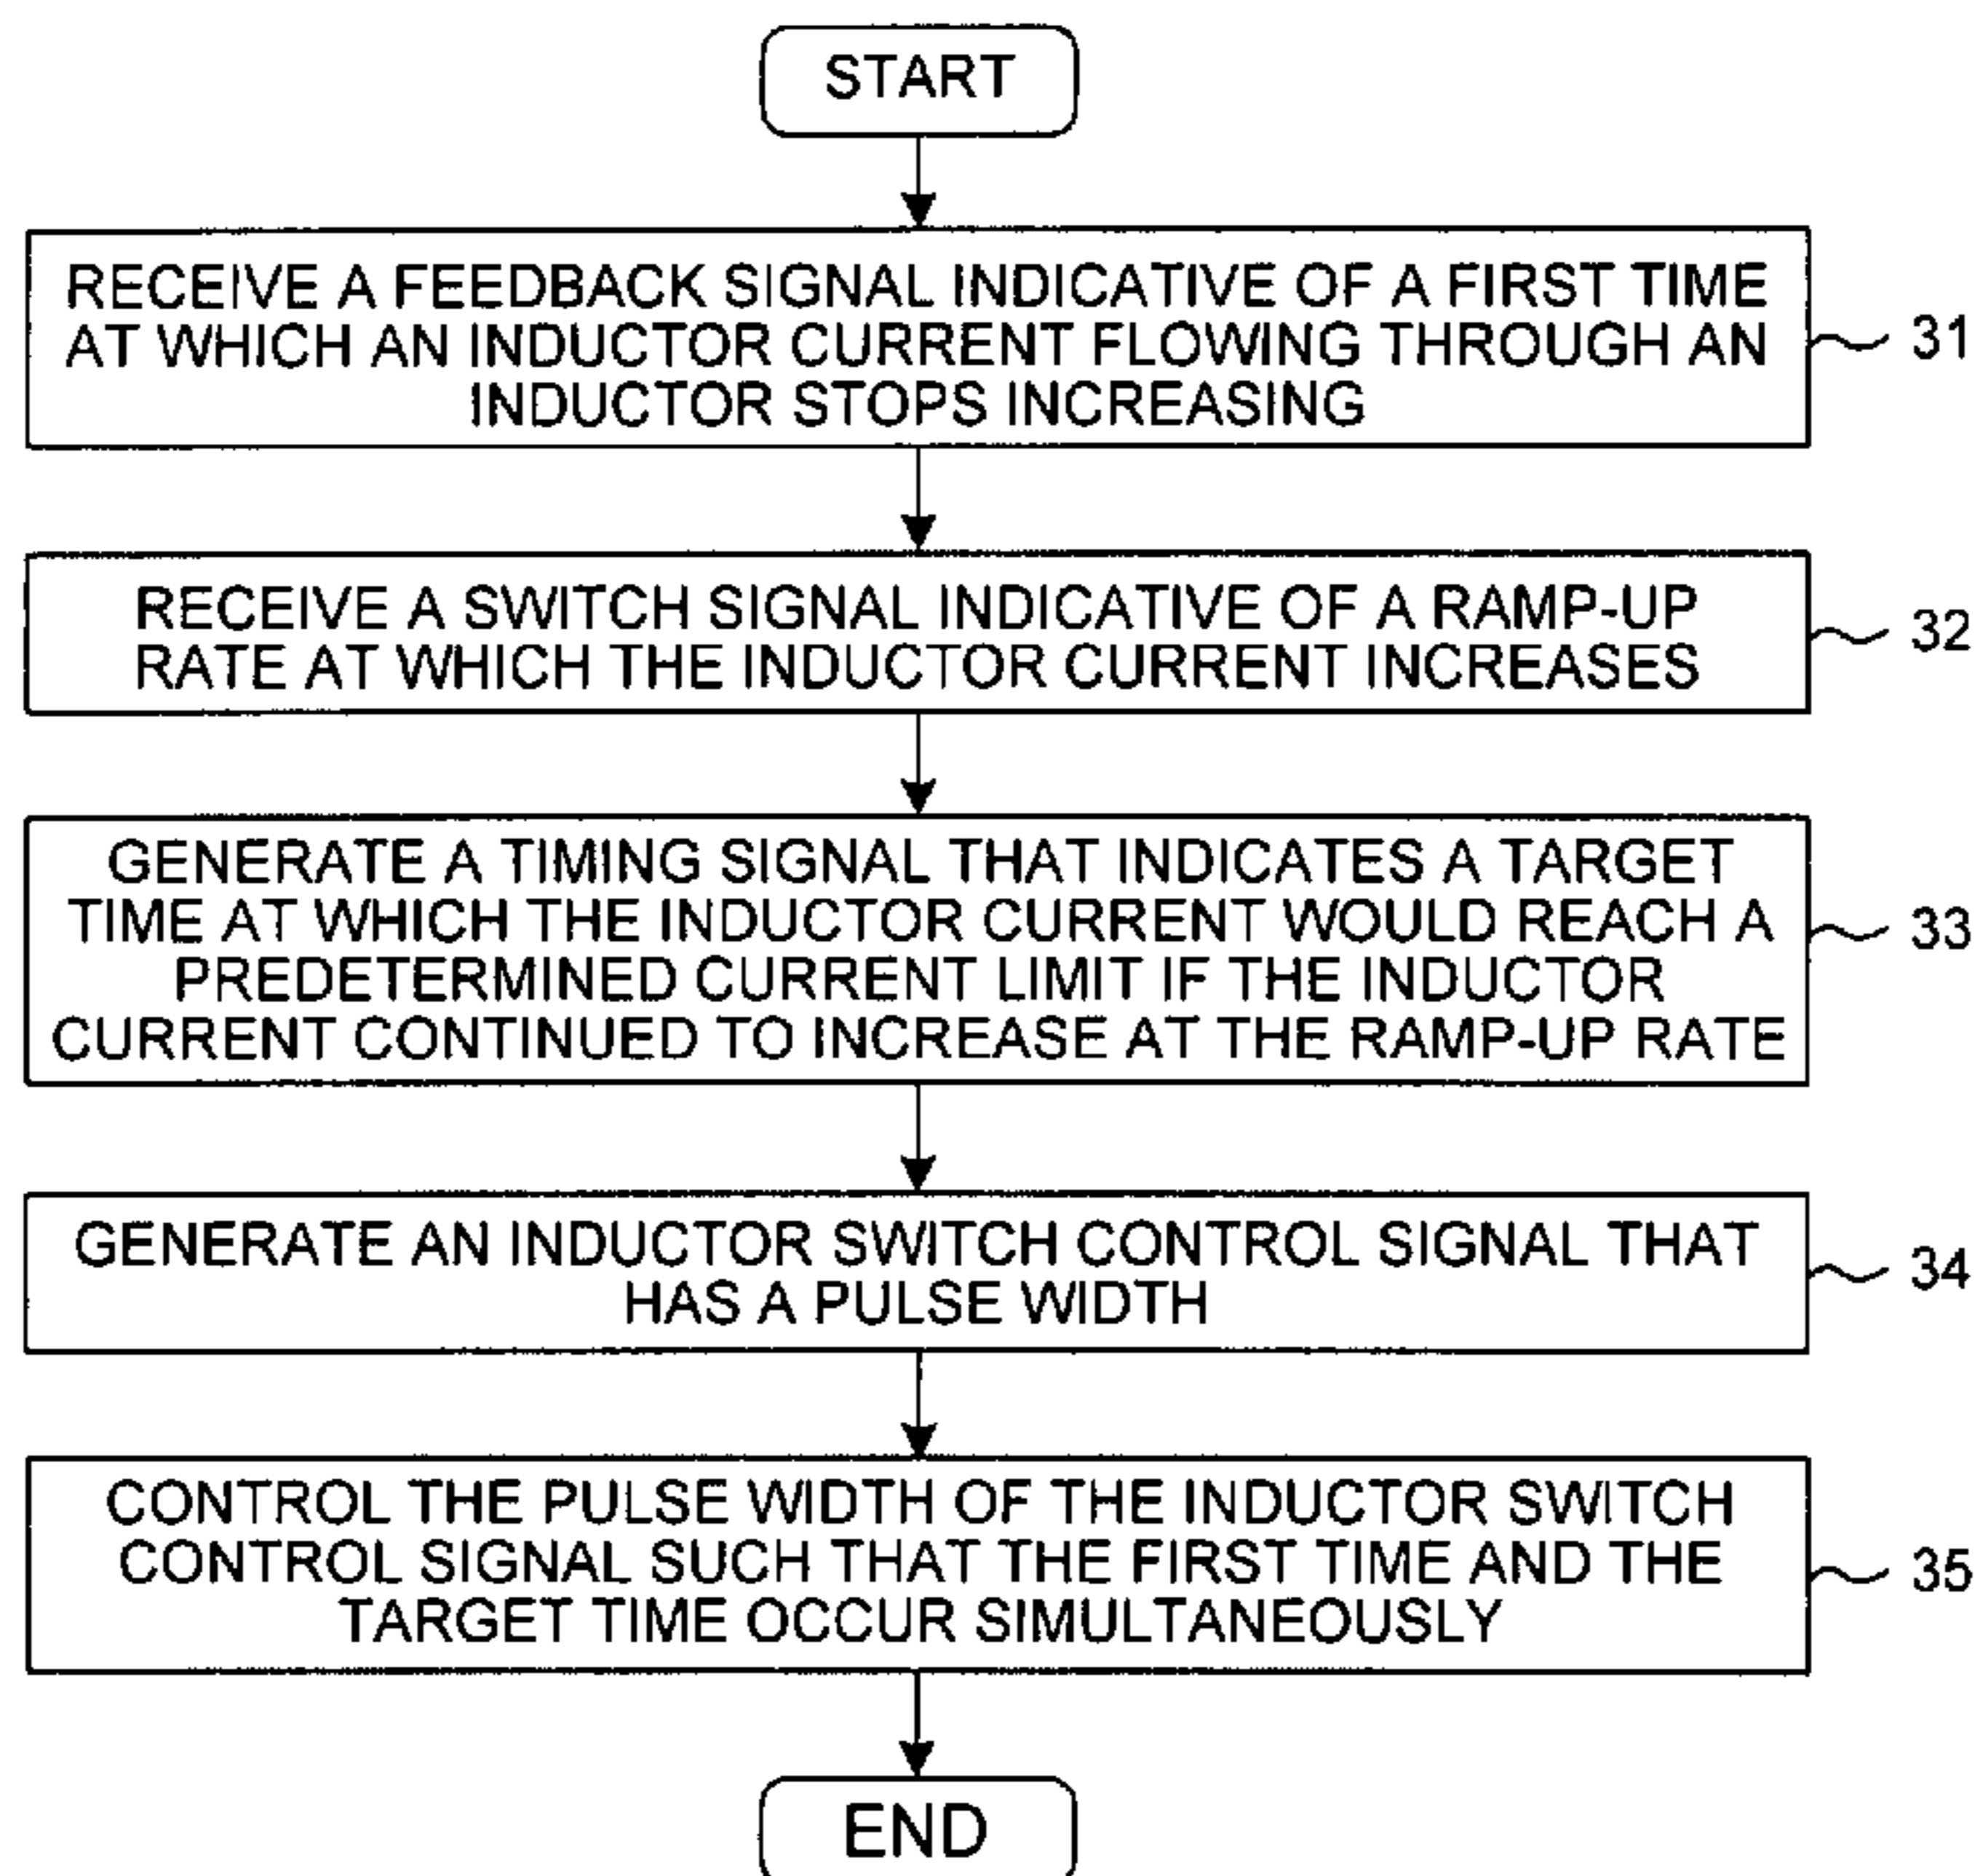 START
RECEIVE A FEEDBACK SIGNAL INDICATIVE OF A FIRST TIME
AT WHICH AN INDUCTOR CURRENT FLOWING THROUGH AN
INDUCTOR STOPS INCREASING
31
RECEIVE A SWITCH SIGNAL INDICATIVE OF A RAMP-UP
RATE AT WHICH THE INDUCTOR CURRENT INCREASES
32
GENERATE A TIMING SIGNAL THAT INDICATES A TARGET
TIME AT WHICH THE INDUCTOR CURRENT WOULD REACH A
PREDETERMINED CURRENT LIMIT IF THE INDUCTOR
CURRENT CONTINUED TO INCREASE AT THE RAMP-UP RATE
33
GENERATE AN INDUCTOR SWITCH CONTROL SIGNAL THAT
HAS A PULSE WIDTH
34
CONTROL THE PULSE WIDTH OF THE INDUCTOR SWITCH
CONTROL SIGNAL SUCH THAT THE FIRST TIME AND THE
TARGET TIME OCCUR SIMULTANEOUSLY
35
END